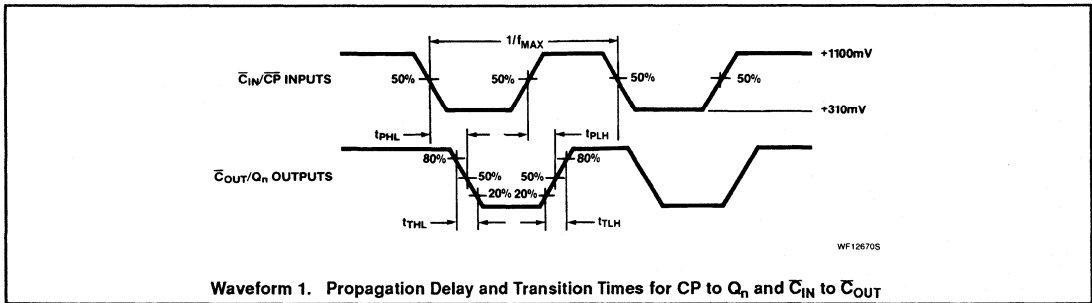 1/fMAX
+1100mV
C̅IN/C̅P̅ INPUTS
50%
50%
50%
50%
+310mV
tPHL
tPLH
80%
80%
C̅OUT/Qn OUTPUTS
50%
50%
20%
20%
tTHL
tTLH
WF12670S
Waveform 1. Propagation Delay and Transition Times for CP to Qn and C̅IN to C̅OUT